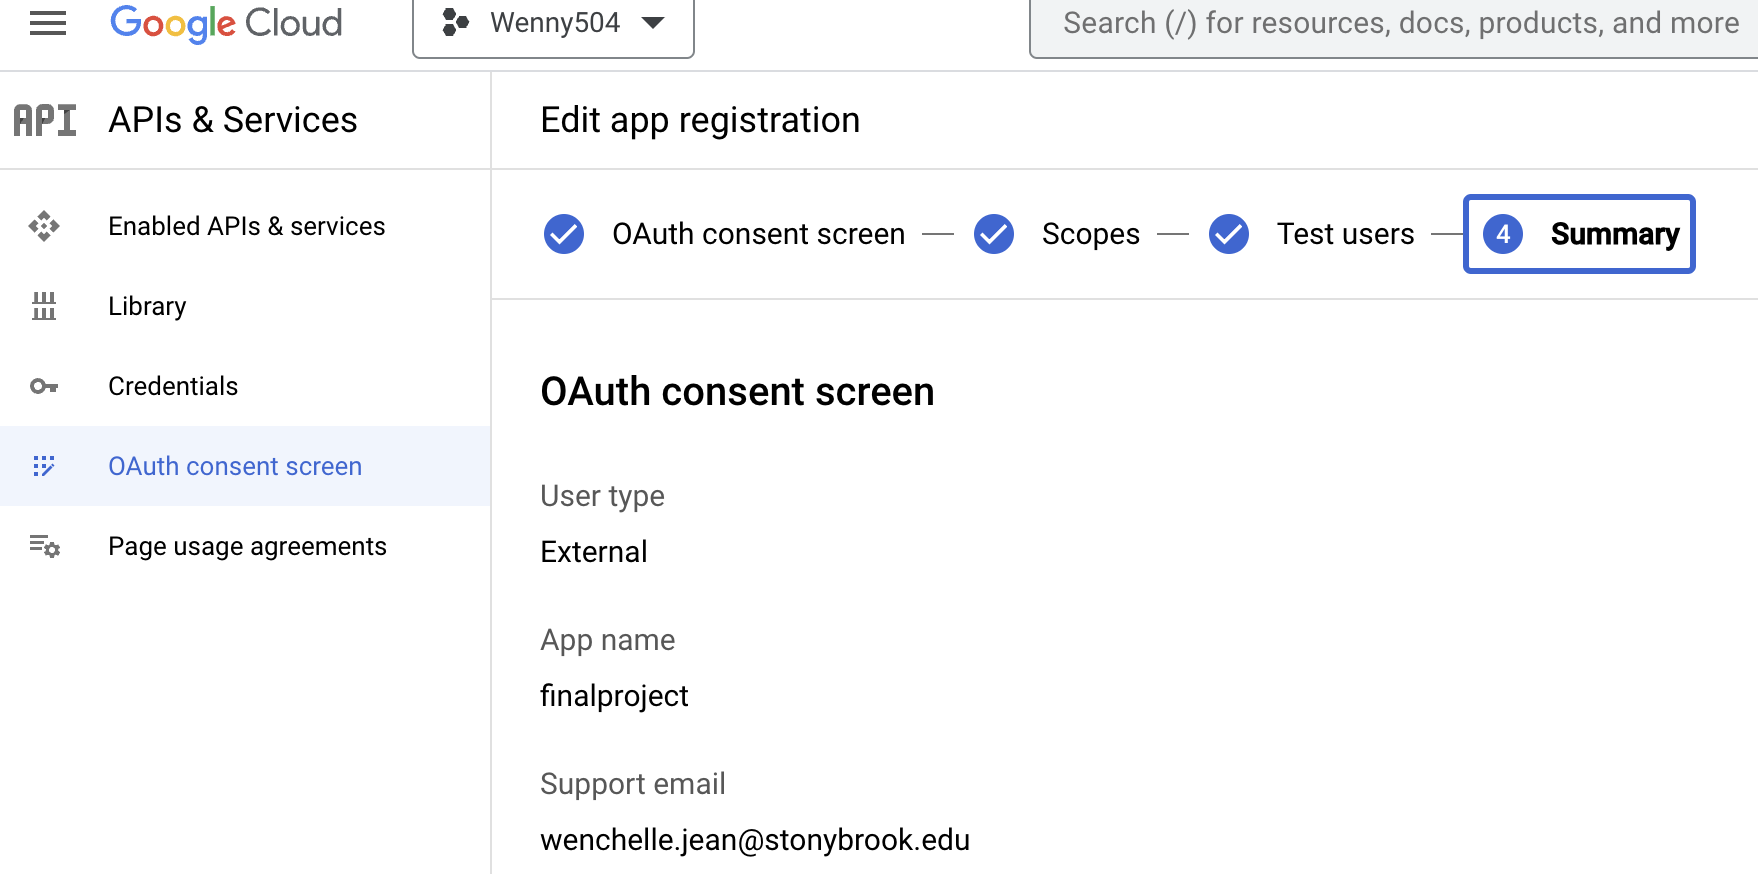 Google Cloud
Wenny504
Search (/) for resources, docs, products, and more
API
APIs & Services
Edit app registration
Enabled APIs & services
Library
Credentials
OAuth consent screen
Page usage agreements
OAuth consent screen
Scopes
Test users
4 Summary
OAuth consent screen
User type
External
App name
finalproject
Support email
wenchelle.jean@stonybrook.edu